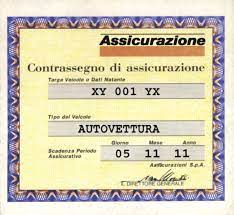 Assicurazione
Contrassegno di assicurazione
Targa Veicolo o Dati Natante
XY 001 YX
Tipo del Veicolo
AUTOVETTURA
Scadenza Periodo Assicurativo
Giorno Mese Anno
05 11 11
Assicurazioni S.p.A.
IL DIRETTORE GENERALE